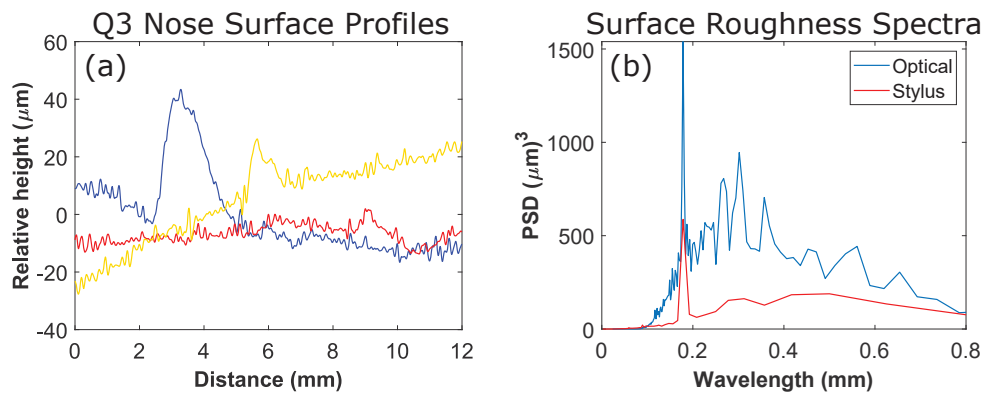 Q3 Nose Surface Profiles
(a)
Relative height (μm)
60
40
20
0
-20
-40
0
2
4
6
8
10
12
Distance (mm)
Surface Roughness Spectra
(b)
Optical
Stylus
PSD (μm)³
1500
1000
500
0
0
0.2
0.4
0.6
0.8
Wavelength (mm)